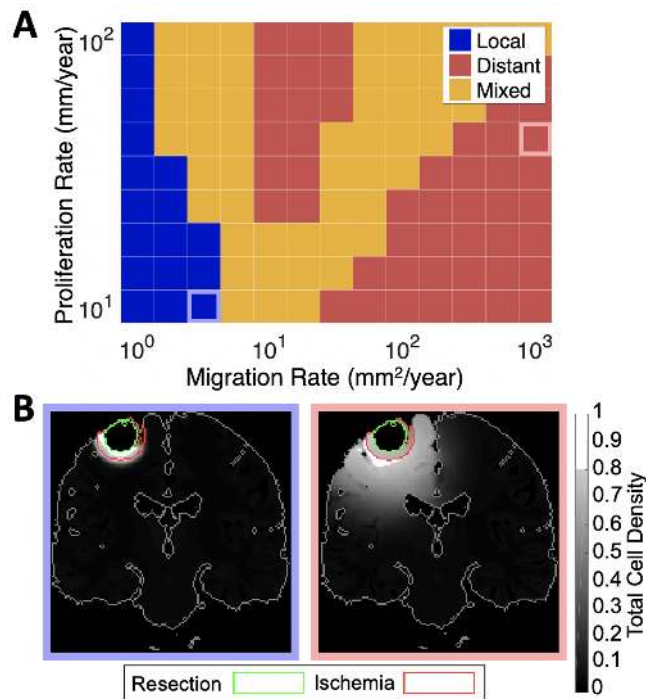 A
Proliferation Rate (mm/year)
10²
10¹
Local
Distant
Mixed
10⁰
10¹
10²
10³
Migration Rate (mm²/year)
B
1
0.9
0.8
0.7
0.6
0.5
0.4
0.3
0.2
0.1
0
Total Cell Density
Resection
Ischemia